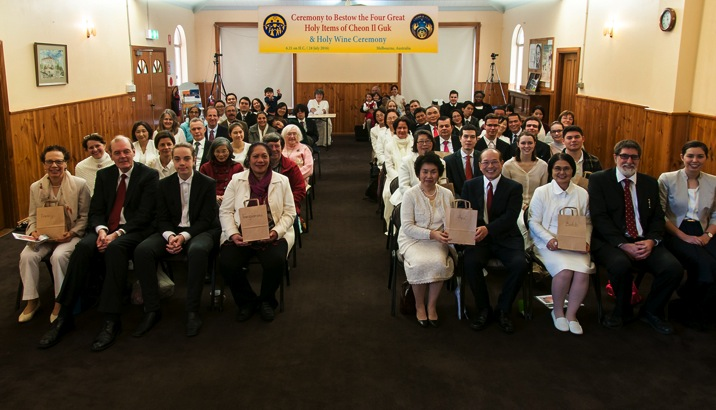 Ceremony to Bestow the Four Great
Holy Items of Cheon Il Guk
& Holy Wine Ceremony
Melbourne, Australia